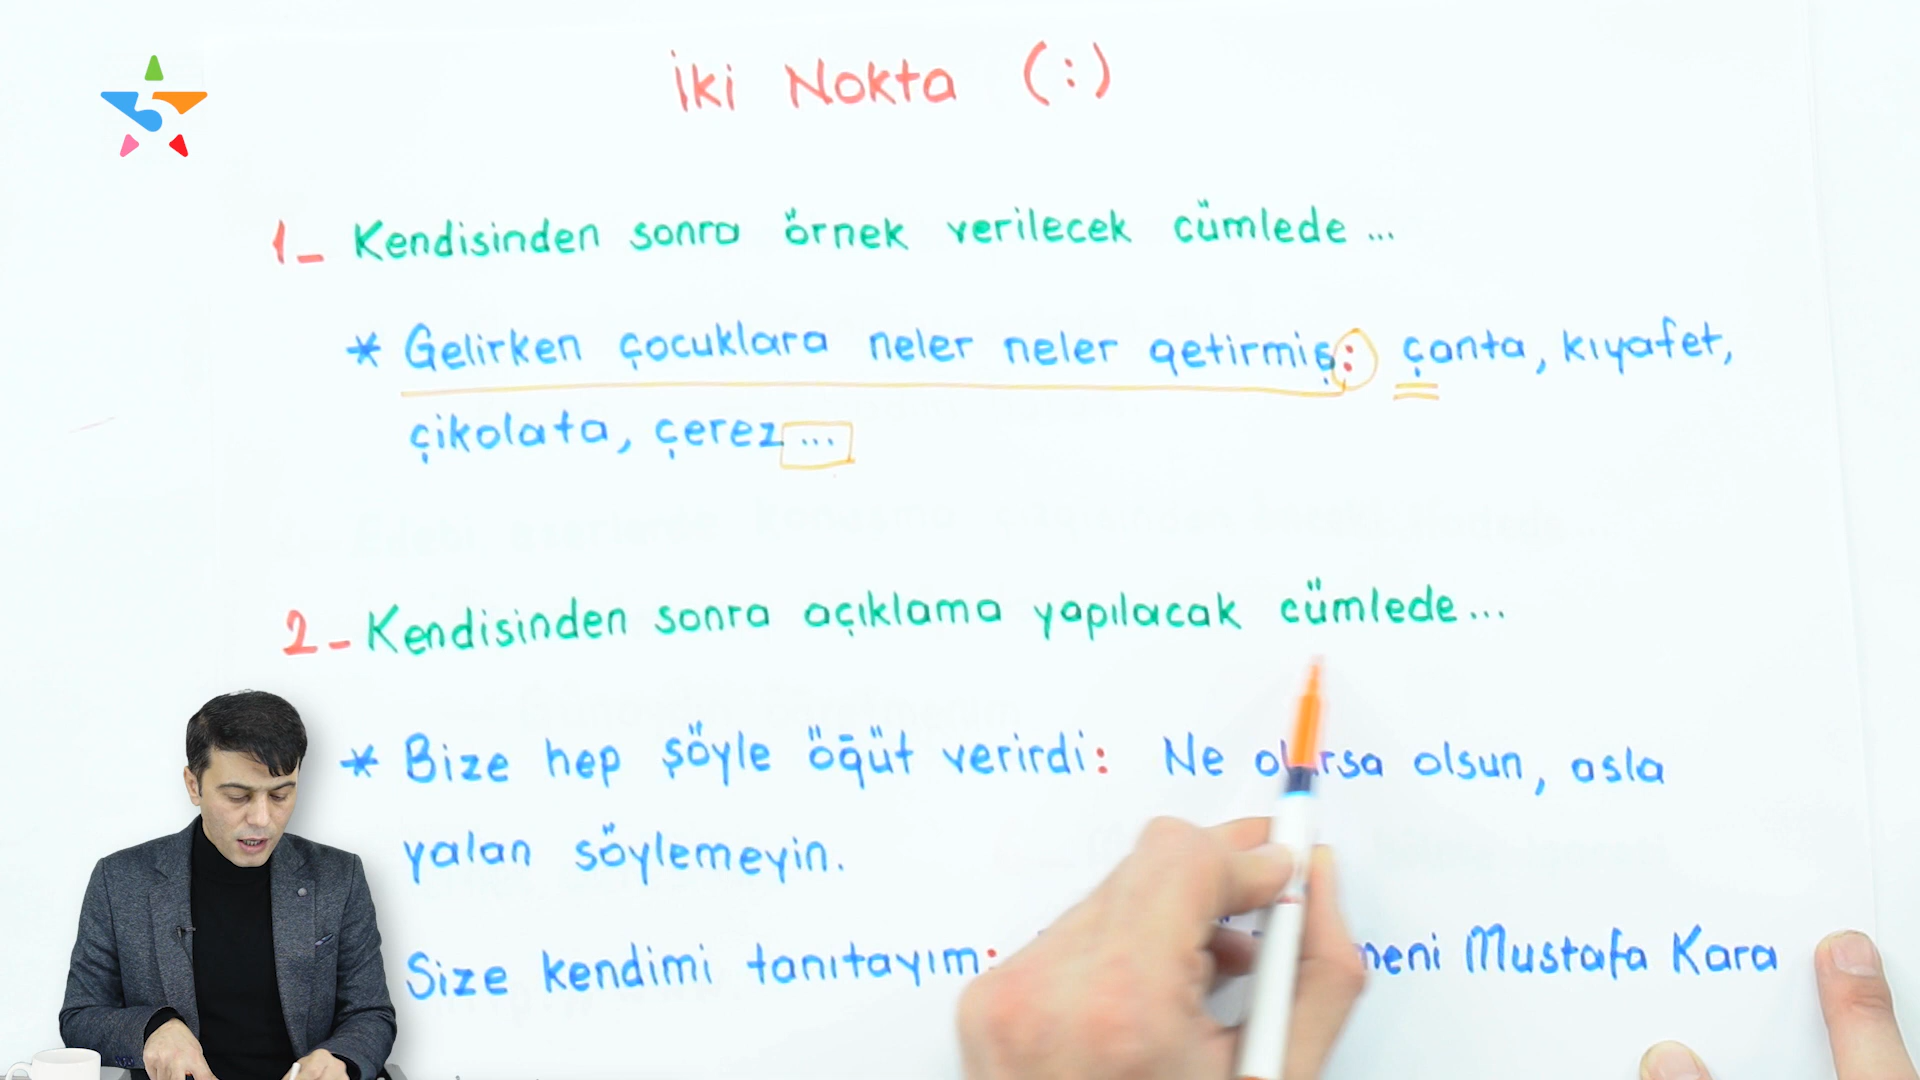 İki Nokta (:)
1- Kendisinden sonra örnek verilecek cümlede ...
* Gelirken çocuklara neler neler getirmiş: çanta, kıyafet,
çikolata, çerez ...
2- Kendisinden sonra açıklama yapılacak cümlede ...
* Bize hep şöyle öğüt verirdi: Ne olursa olsun, asla
yalan söylemeyin.
Size kendimi tanıtayım: Mustafa Kara